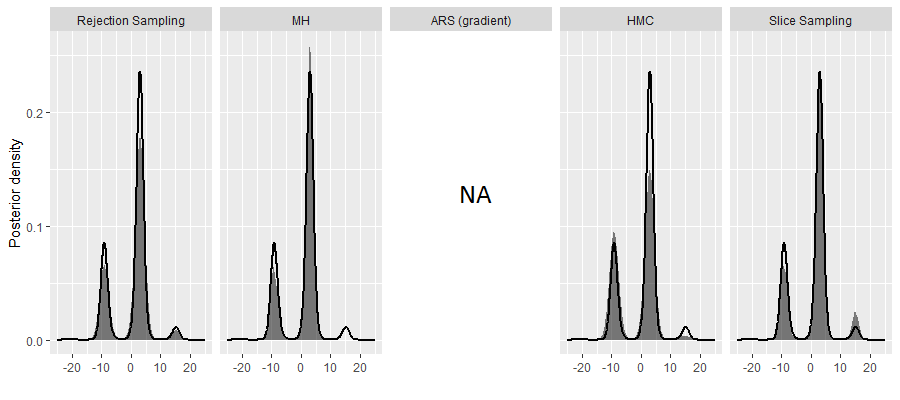 Rejection Sampling MH ARS (gradient) HMC Slice Sampling
Posterior density
0.2
0.1
0.0
NA
-20 -10 0 10 20 -20 -10 0 10 20 -20 -10 0 10 20 -20 -10 0 10 20